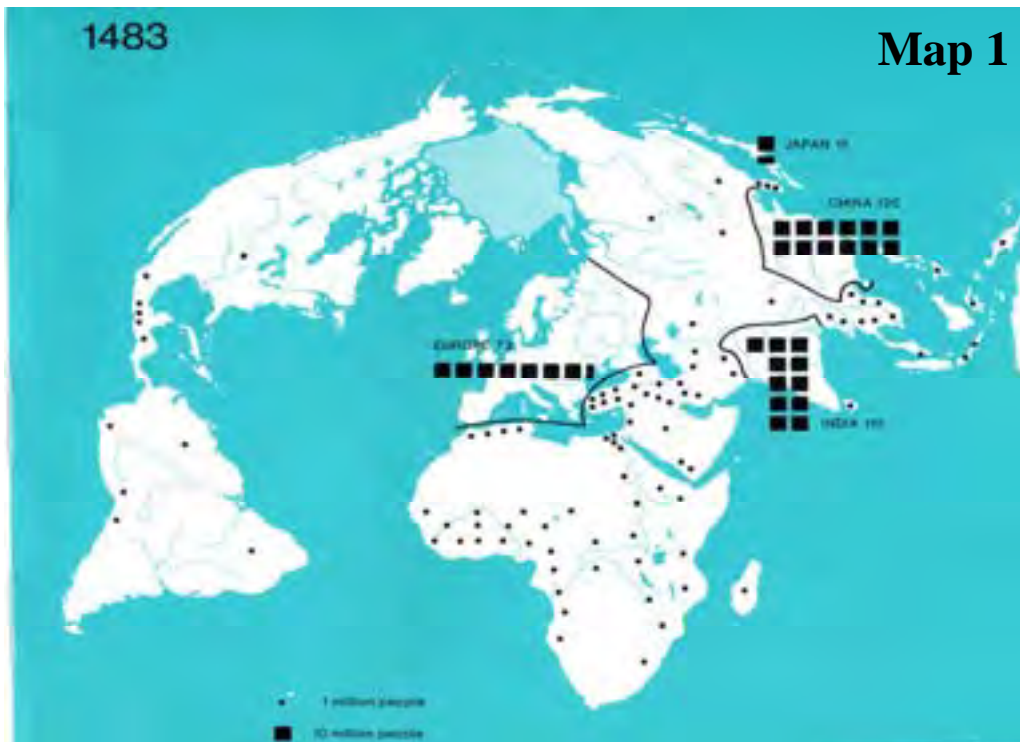 1483
Map 1
JAPAN
CHINA
EUROPE
INDIA
1 million people
10 million people